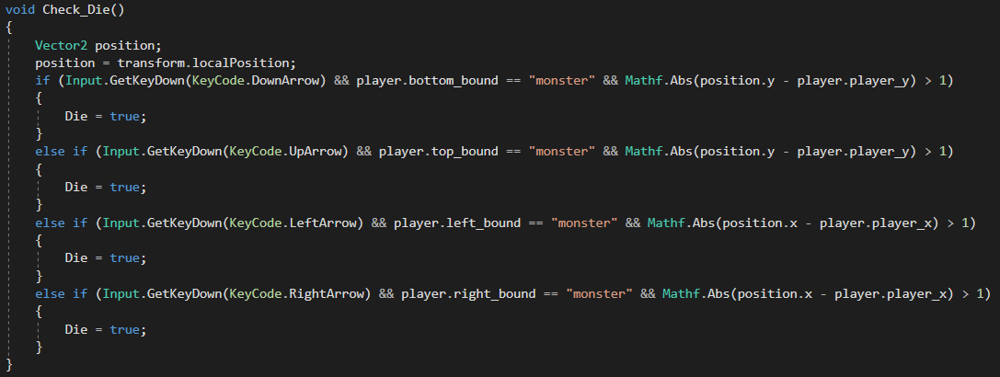 void Check_Die()
{
    Vector2 position;
    position = transform.localPosition;
    if (Input.GetKeyDown(KeyCode.DownArrow) && player.bottom_bound == "monster" && Mathf.Abs(position.y - player.player_y) > 1)
    {
        Die = true;
    }
    else if (Input.GetKeyDown(KeyCode.UpArrow) && player.top_bound == "monster" && Mathf.Abs(position.y - player.player_y) > 1)
    {
        Die = true;
    }
    else if (Input.GetKeyDown(KeyCode.LeftArrow) && player.left_bound == "monster" && Mathf.Abs(position.x - player.player_x) > 1)
    {
        Die = true;
    }
    else if (Input.GetKeyDown(KeyCode.RightArrow) && player.right_bound == "monster" && Mathf.Abs(position.x - player.player_x) > 1)
    {
        Die = true;
    }
}